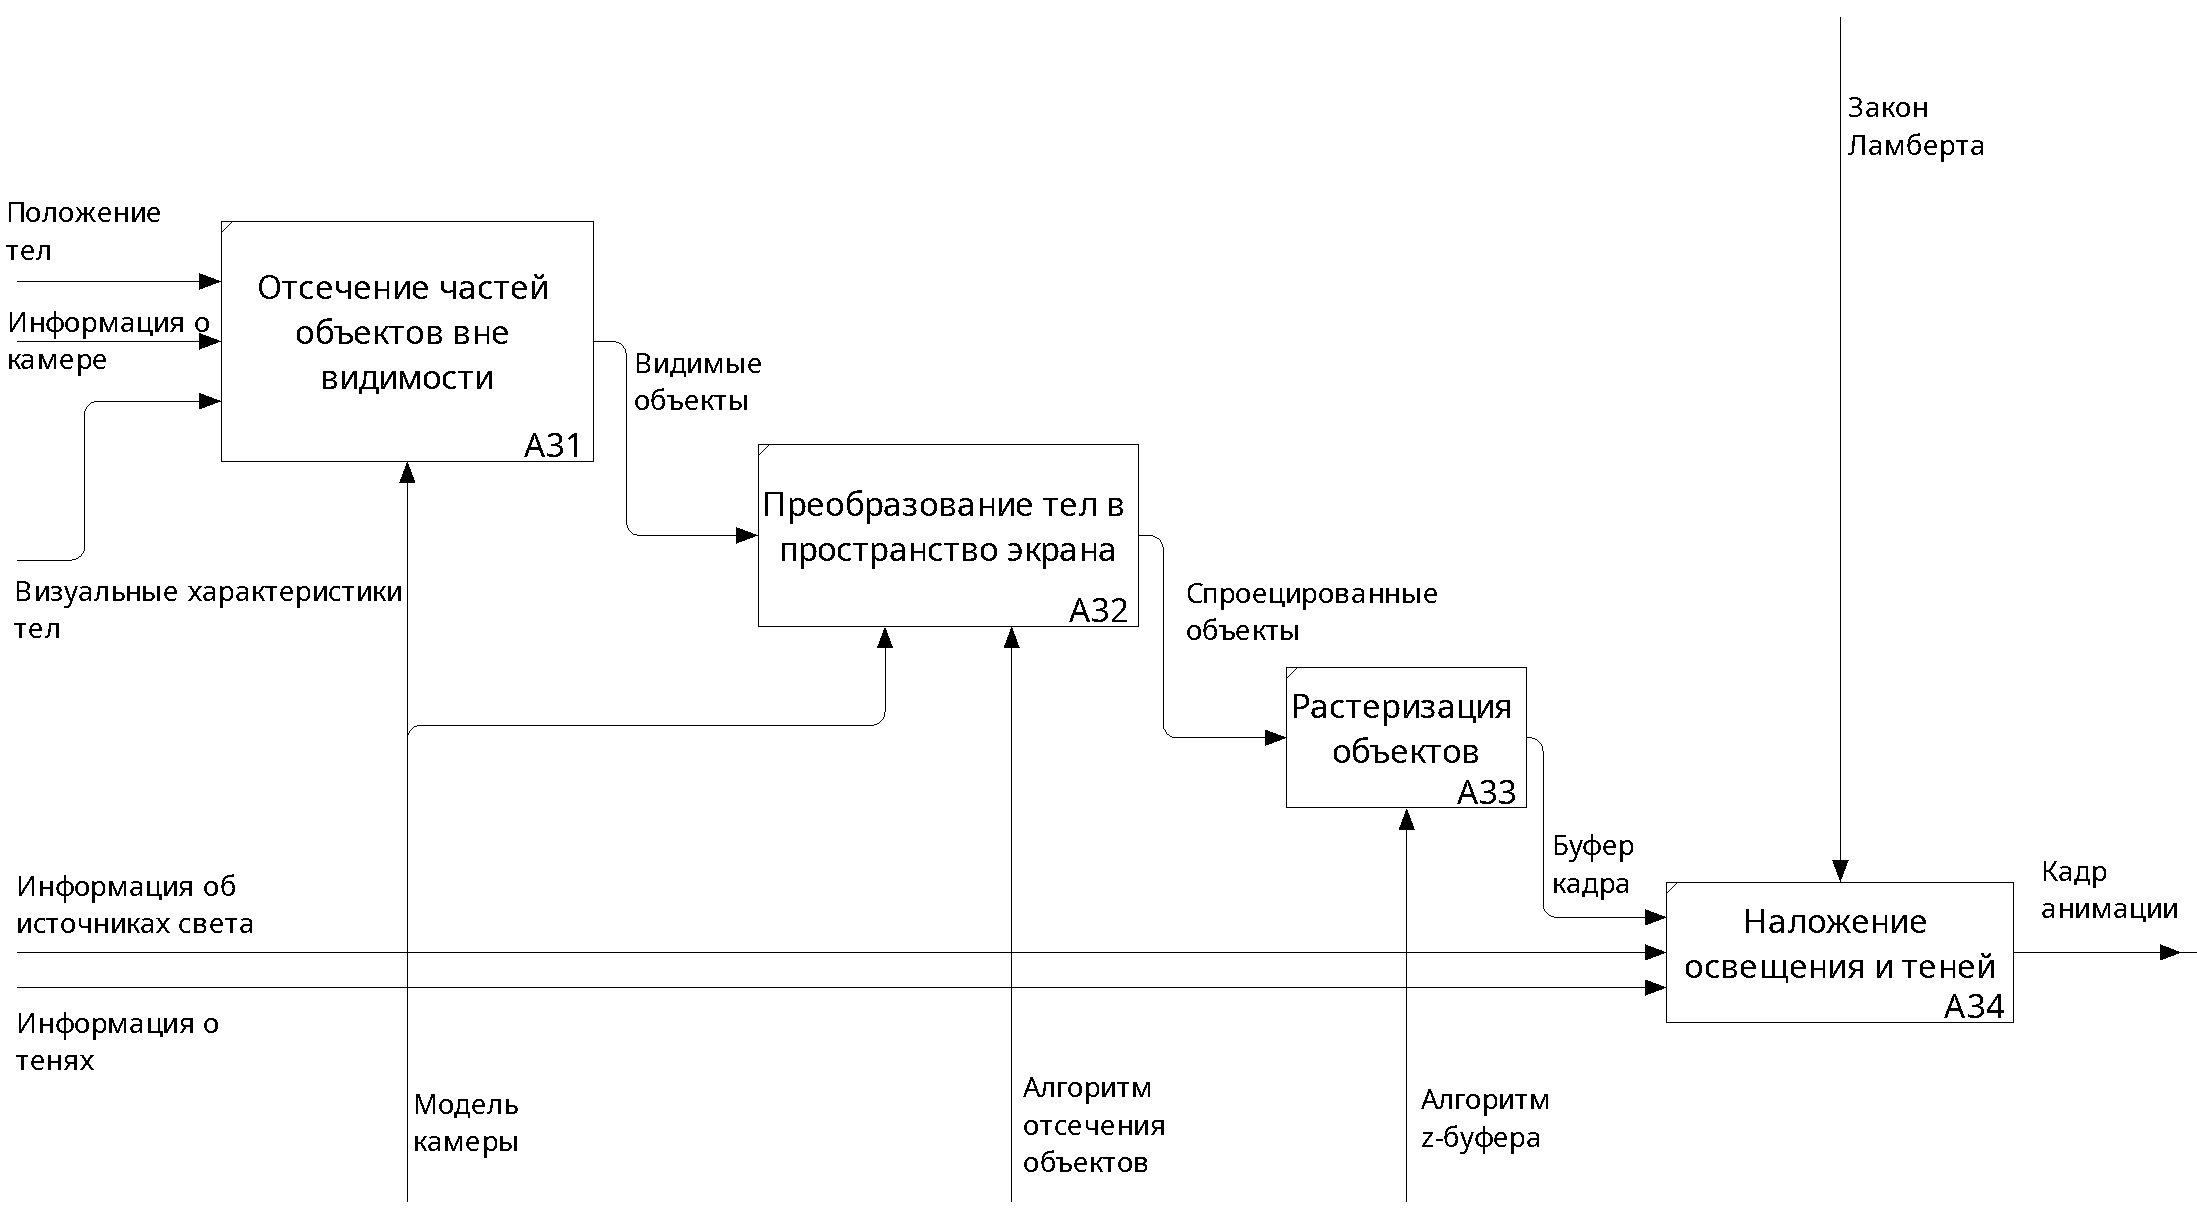 Закон
Ламберта
Положение
тел
Отсечение частей
объектов вне
видимости
A31
Информация о
камере
Видимые
объекты
Преобразование тел в
пространство экрана
A32
Визуальные характеристики
тел
Спроецированные
объекты
Растеризация
объектов
A33
Буфер
кадра
Информация об
источниках света
Кадр
анимации
Наложение
освещения и теней
A34
Информация о
тенях
Модель
камеры
Алгоритм
отсечения
объектов
Алгоритм
z-буфера